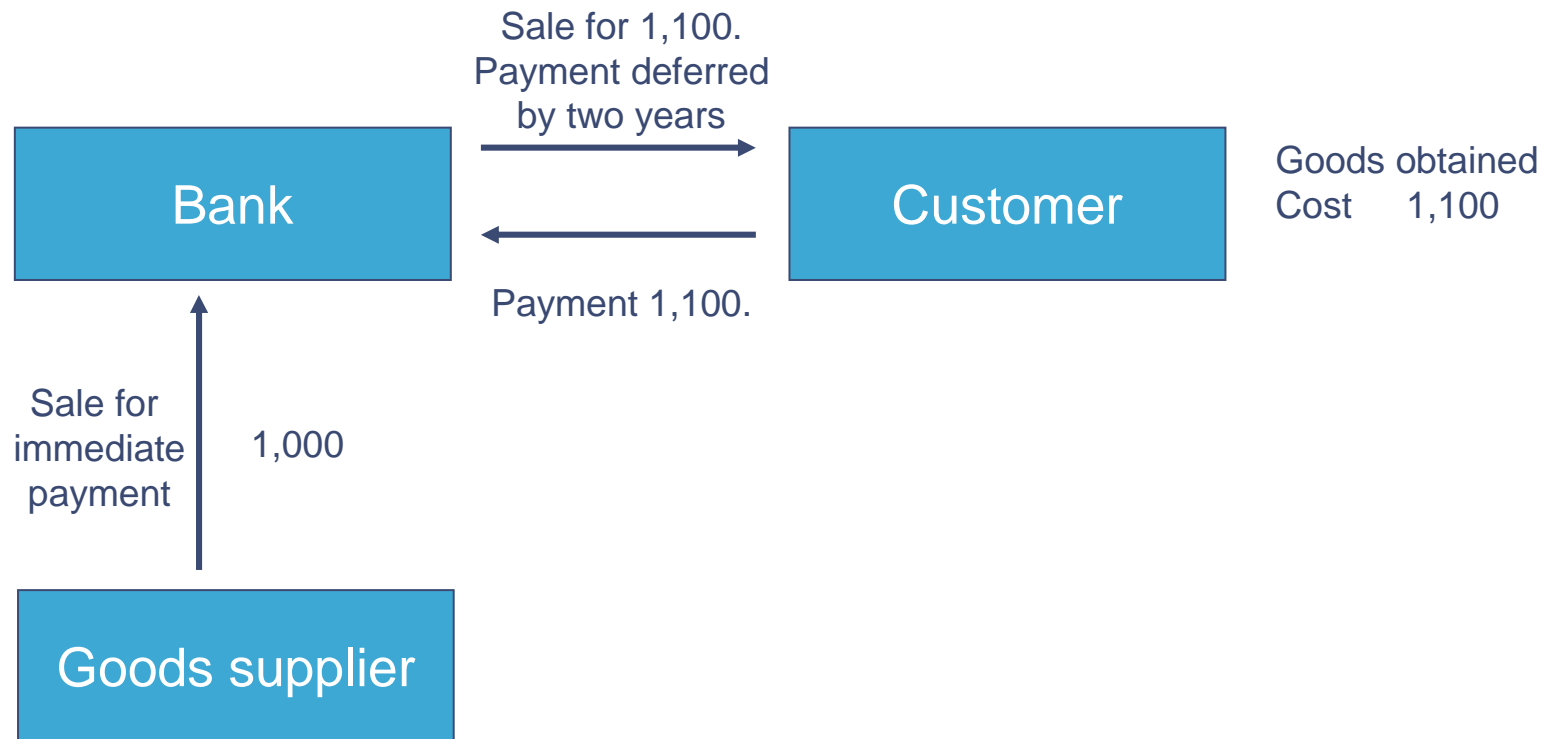 Sale for 1,100.
Payment deferred
by two years
Bank
Customer
Goods obtained
Cost 1,100
Payment 1,100.
Sale for
immediate
payment
1,000
Goods supplier